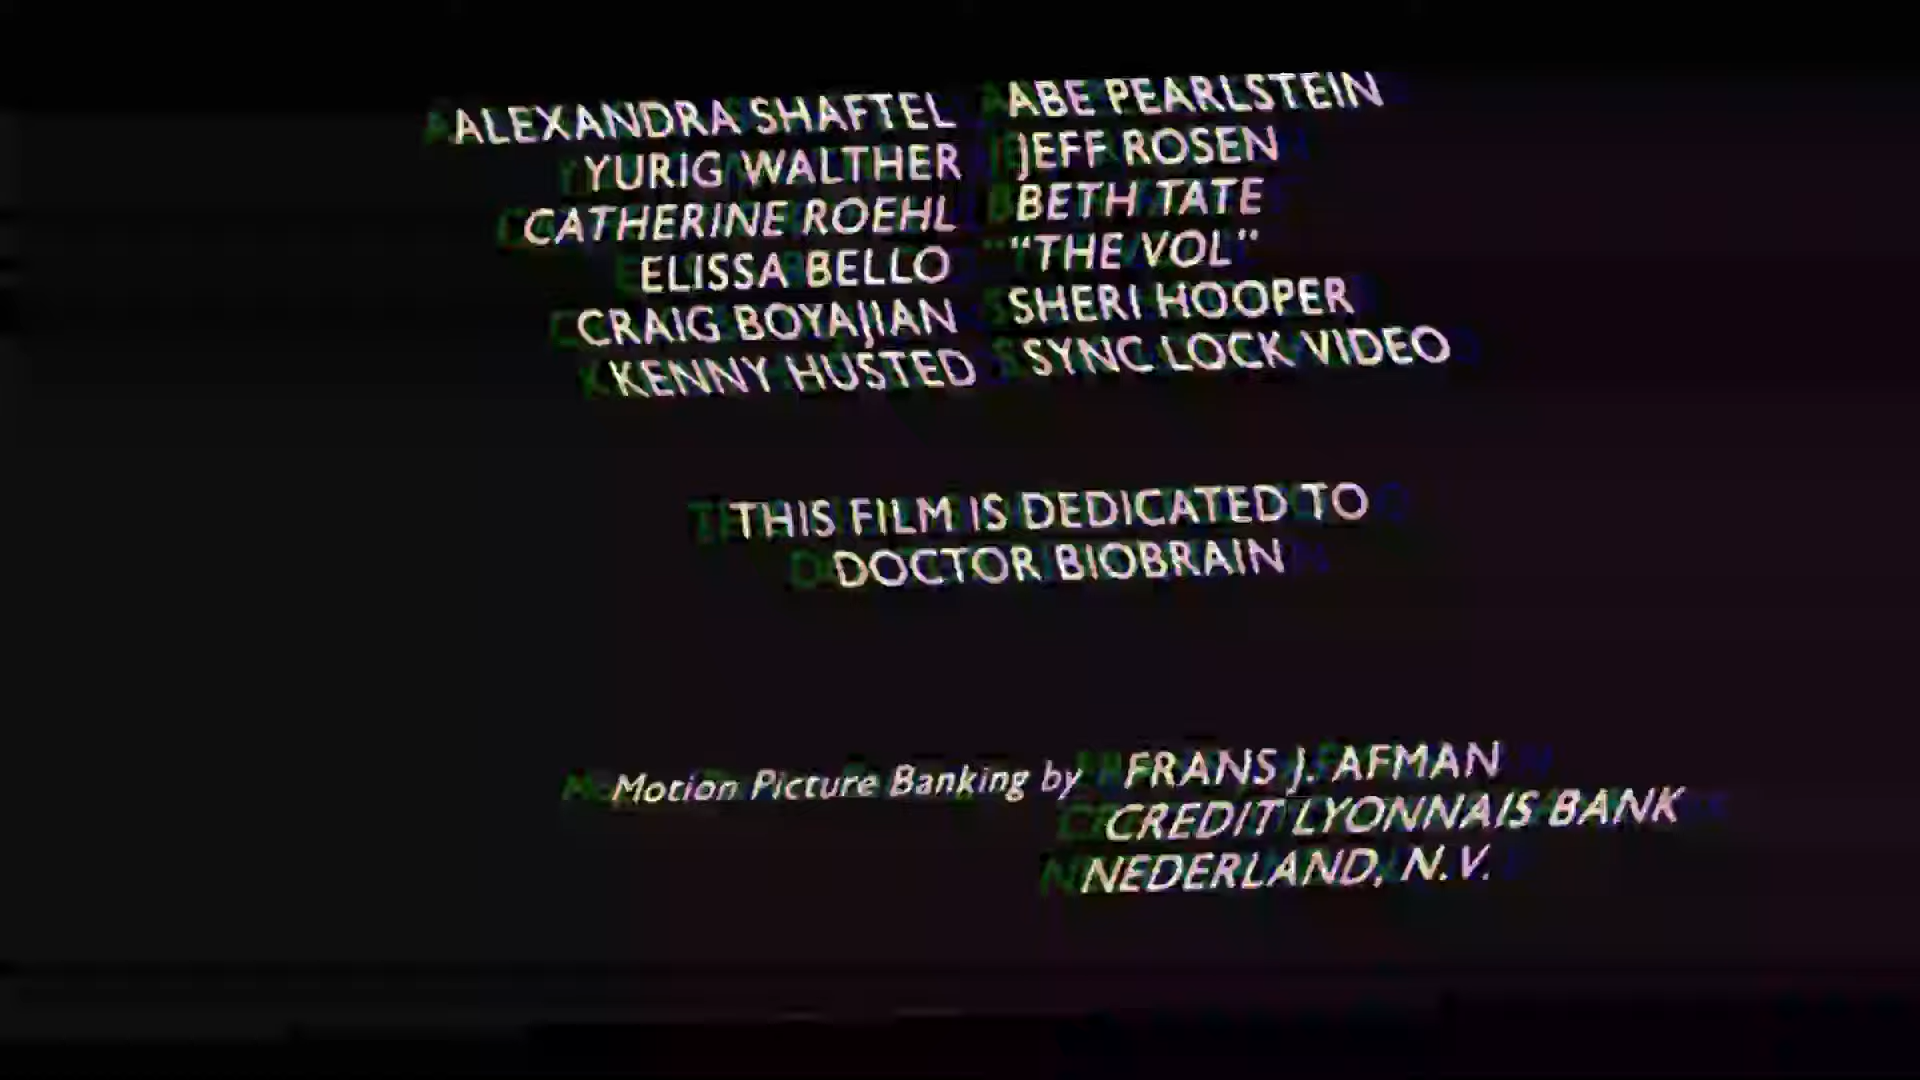 ALEXANDRA SHAFTEL ABE PEARLSTEIN
YURIG WALTHER JEFF ROSEN
CATHERINE ROEHL BETH TATE
ELISSA BELLO “THE VOL”
CRAIG BOYAJIAN SHERI HOOPER
KENNY HUSTED SYNC LOCK VIDEO
THIS FILM IS DEDICATED TO
DOCTOR BIOBRAIN
Motion Picture Banking by FRANS J. AFMAN
CREDIT LYONNAIS BANK
NEDERLAND, N.V.